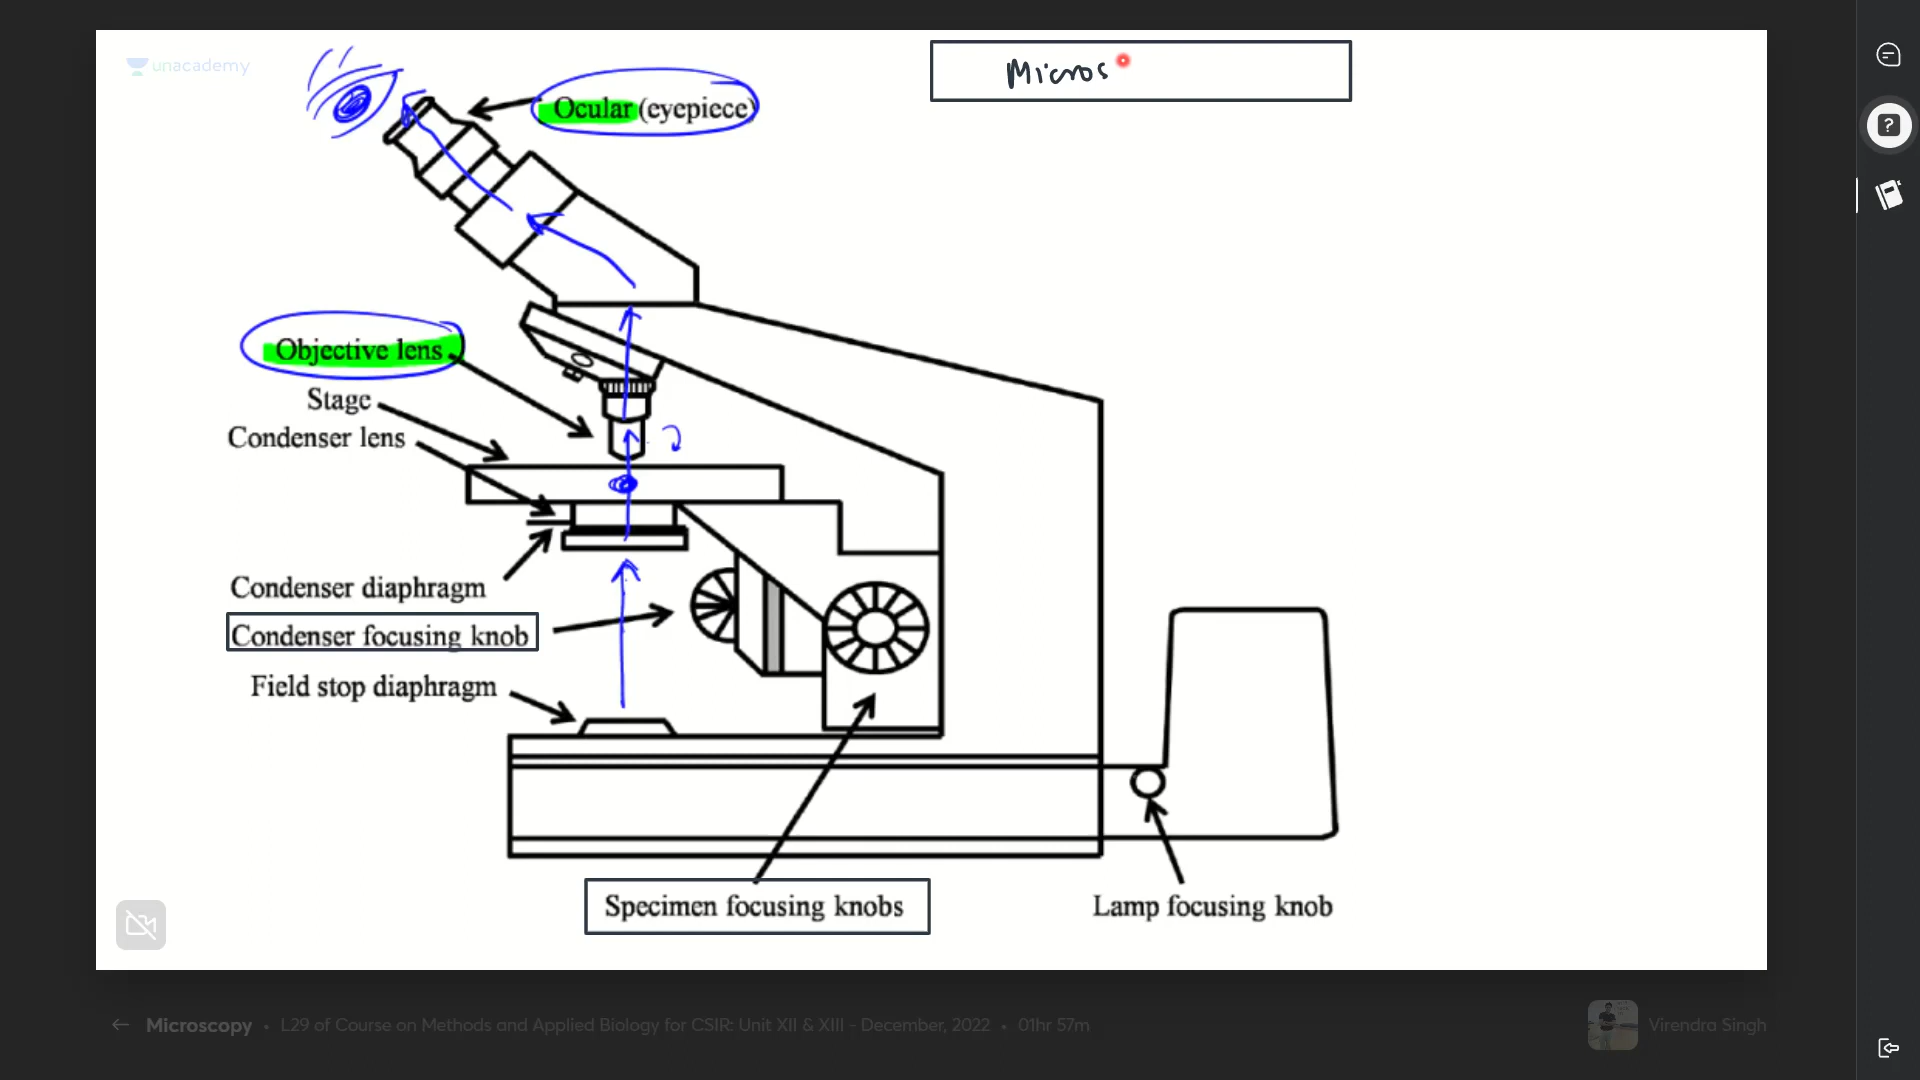 unacademy
Micros
Ocular (eyepiece)
Objective lens
Stage
Condenser lens
Condenser diaphragm
Condenser focusing knob
Field stop diaphragm
Specimen focusing knobs
Lamp focusing knob
Microscopy • L29 of Course on Methods and Applied Biology for CSIR: Unit XII & XIII - December, 2022 • 01hr 57m
Virendra Singh